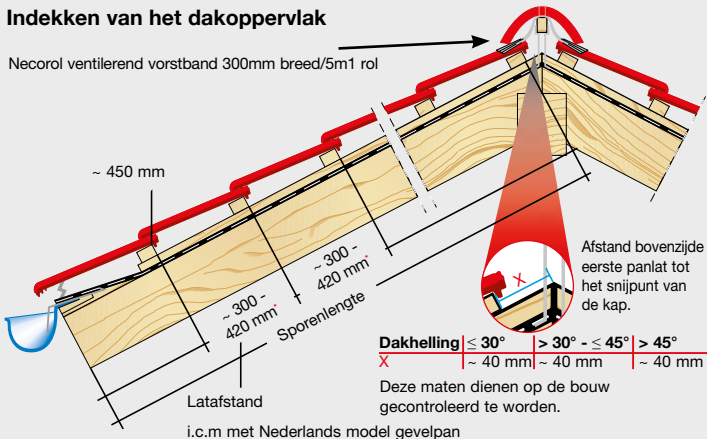 Indekken van het dakoppervlak
Necorol ventilerend vorstband 300mm breed/5m1 rol
~ 450 mm
~ 300 -
420 mm*
~ 300 -
420 mm*
Sporenlengte
Latafstand
i.c.m met Nederlands model gevelpan
X
Afstand bovenzijde
eerste panlat tot
het snijpunt van
de kap.
Dakhelling ≤ 30° > 30° - ≤ 45° > 45°
X ~ 40 mm ~ 40 mm ~ 40 mm
Deze maten dienen op de bouw
gecontroleerd te worden.